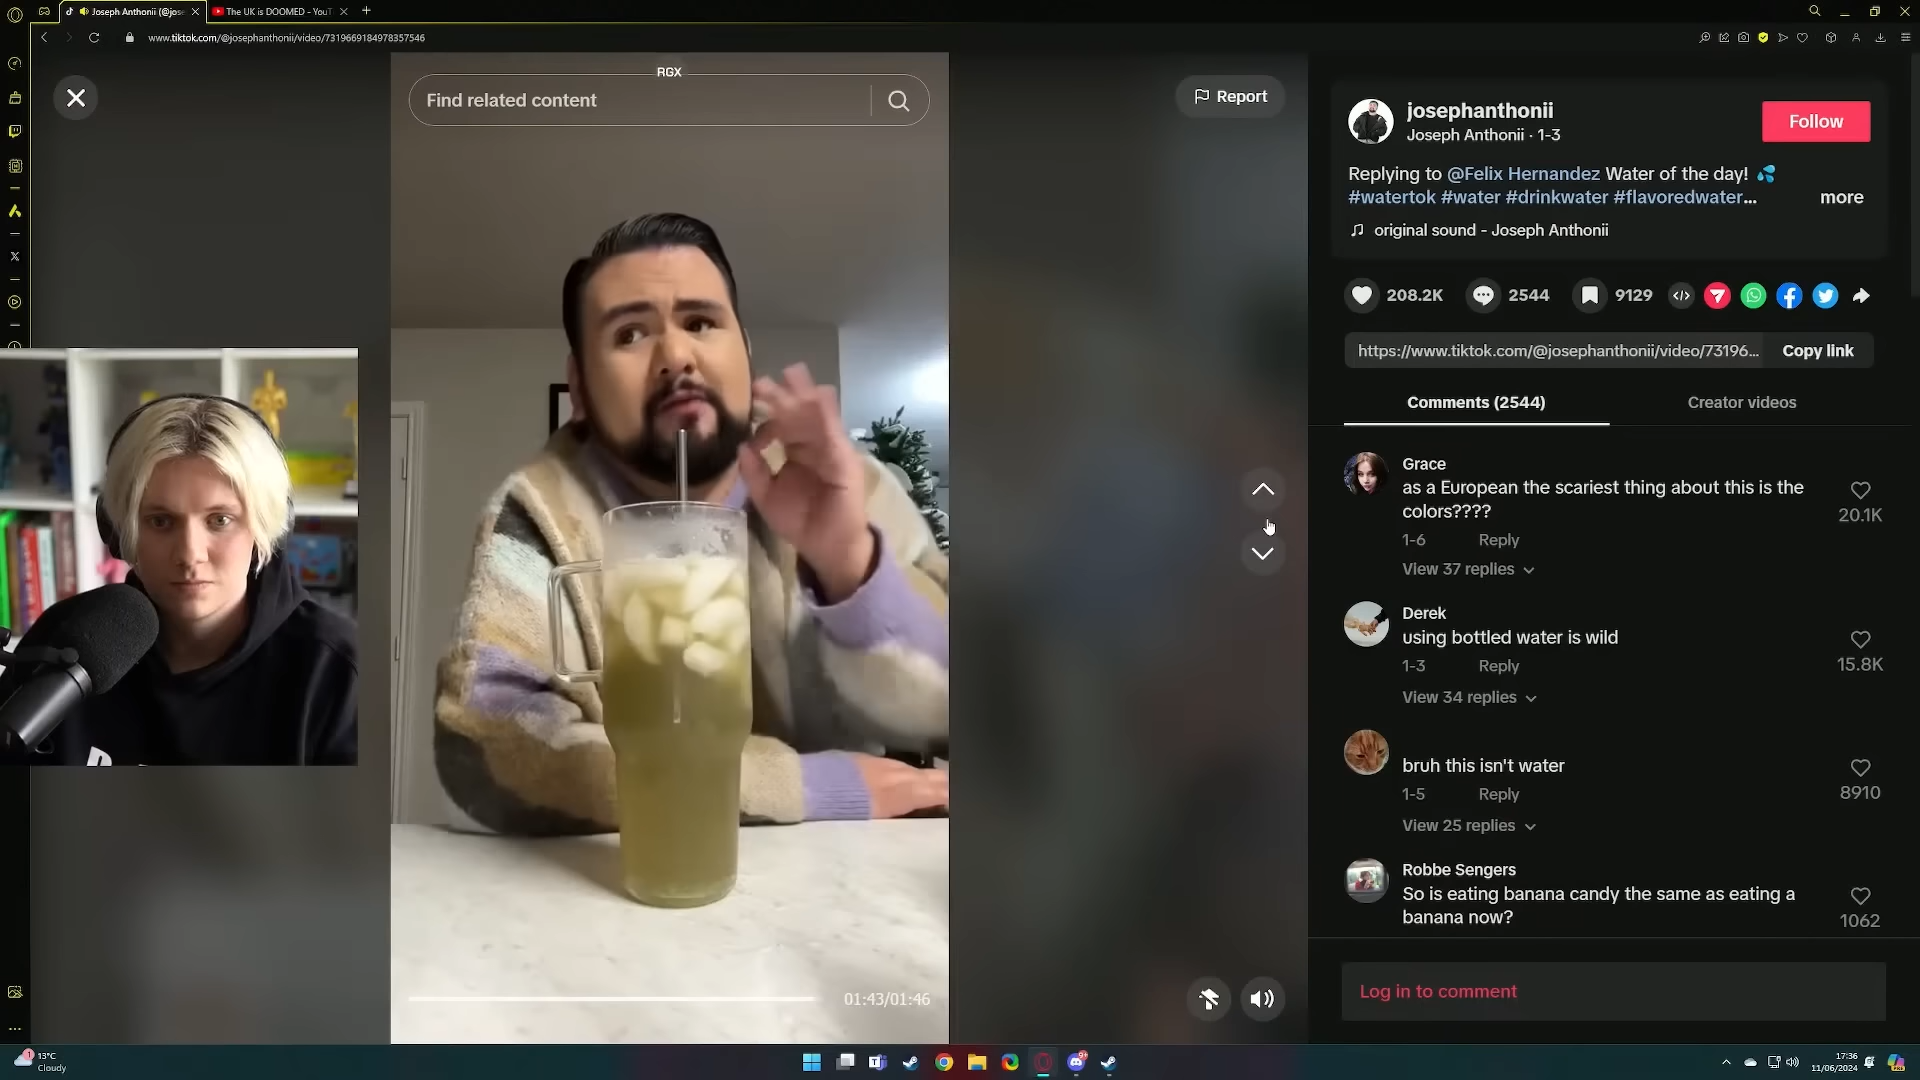 Joseph Anthonii (@jos
The UK is DOOMED - YouT
www.tiktok.com/@josephanthonii/video/7319669184978357546
RGX
Find related content
Report
josephanthonii
Joseph Anthonii · 1-3
Follow
Replying to @Felix Hernandez Water of the day! 💦
#watertok #water #drinkwater #flavoredwater...
more
original sound - Joseph Anthonii
208.2K
2544
9129
https://www.tiktok.com/@josephanthonii/video/73196...
Copy link
Comments (2544)
Creator videos
Grace
as a European the scariest thing about this is the
colors????
20.1K
1-6 Reply
View 37 replies
Derek
using bottled water is wild
15.8K
1-3 Reply
View 34 replies
bruh this isn't water
8910
1-5 Reply
View 25 replies
Robbe Sengers
So is eating banana candy the same as eating a
banana now?
1062
01:43/01:46
Log in to comment
13°C
Cloudy
17:36
11/06/2024